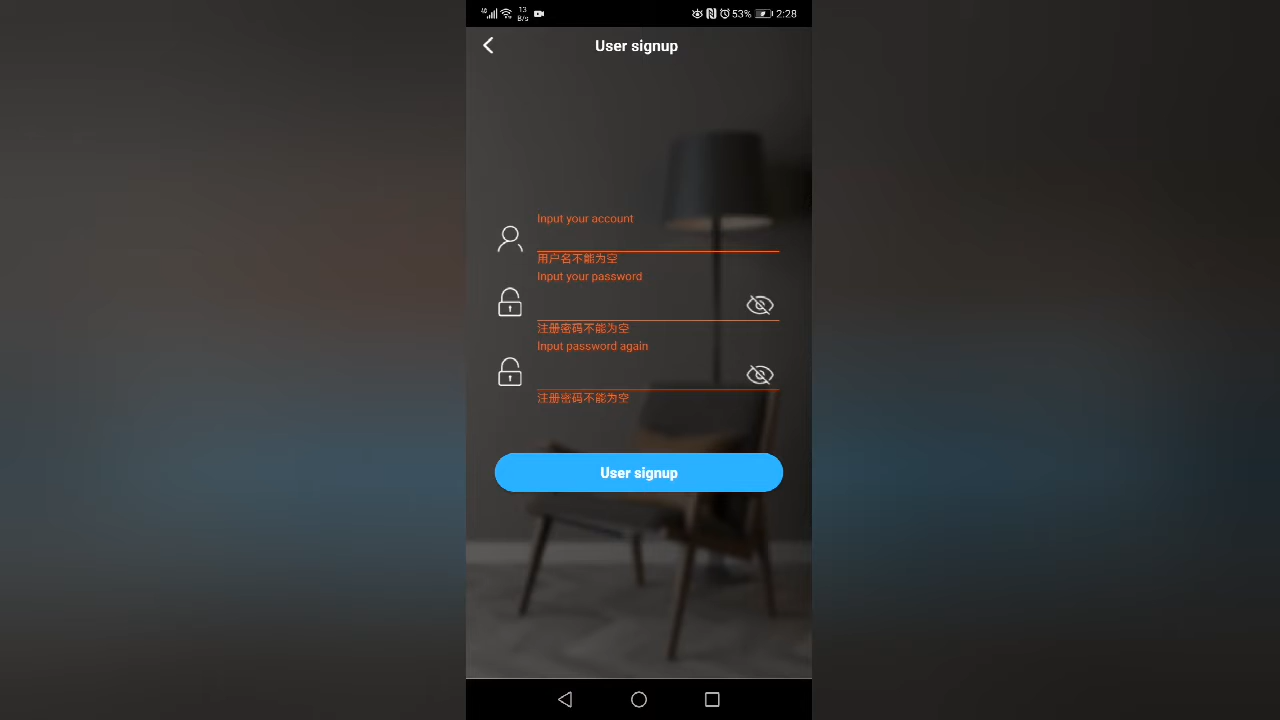 4G
13
B/s
53%
2:28
User signup
Input your account
用户名不能为空
Input your password
注册密码不能为空
Input password again
注册密码不能为空
User signup